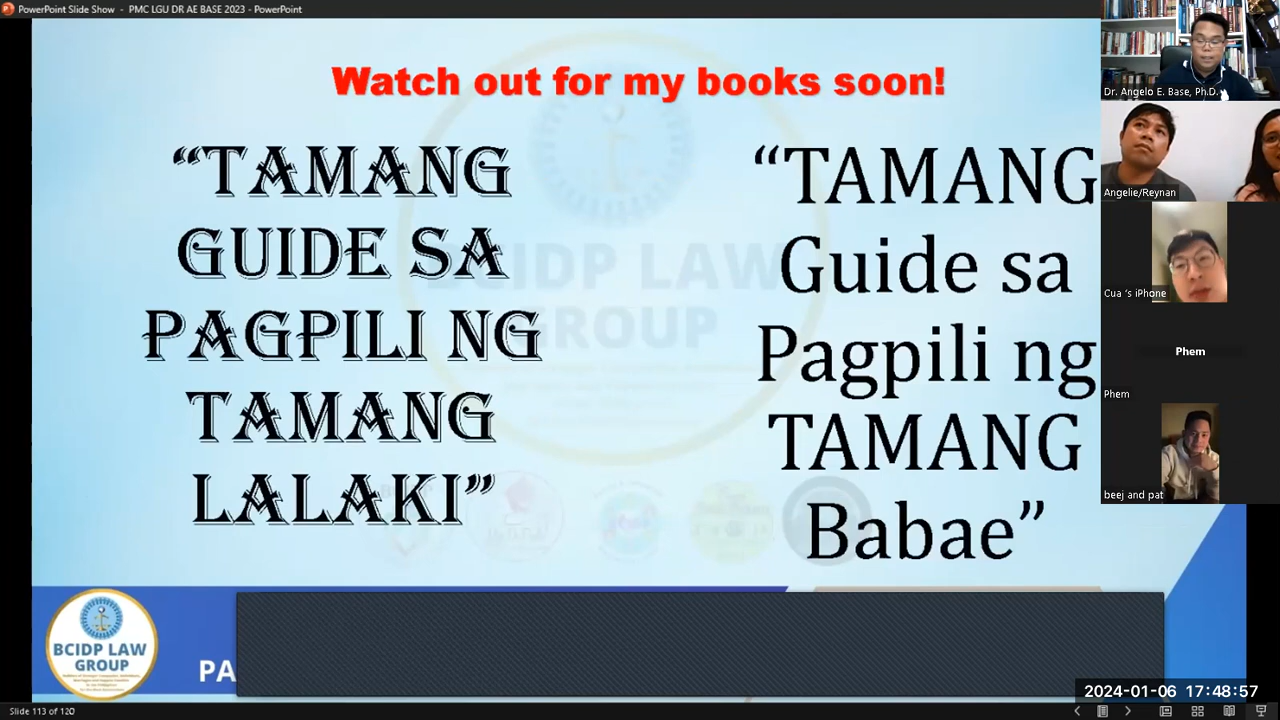 PowerPoint Slide Show - PMC LGU DR AE BASE 2023 - PowerPoint
Watch out for my books soon!
“TAMANG
GUIDE SA
PAGPILI NG
TAMANG
LALAKI”
“TAMANG
Guide sa
Pagpili ng
TAMANG
Babae”
Dr. Angelo E. Base, Ph.D.
Angelie/Reynan
Cua 's iPhone
Phem
Phem
beej and pat
BCIDP LAW
GROUP
BCIDP LAW
GROUP
PA
2024-01-06 17:48:57
Slide 113 of 120